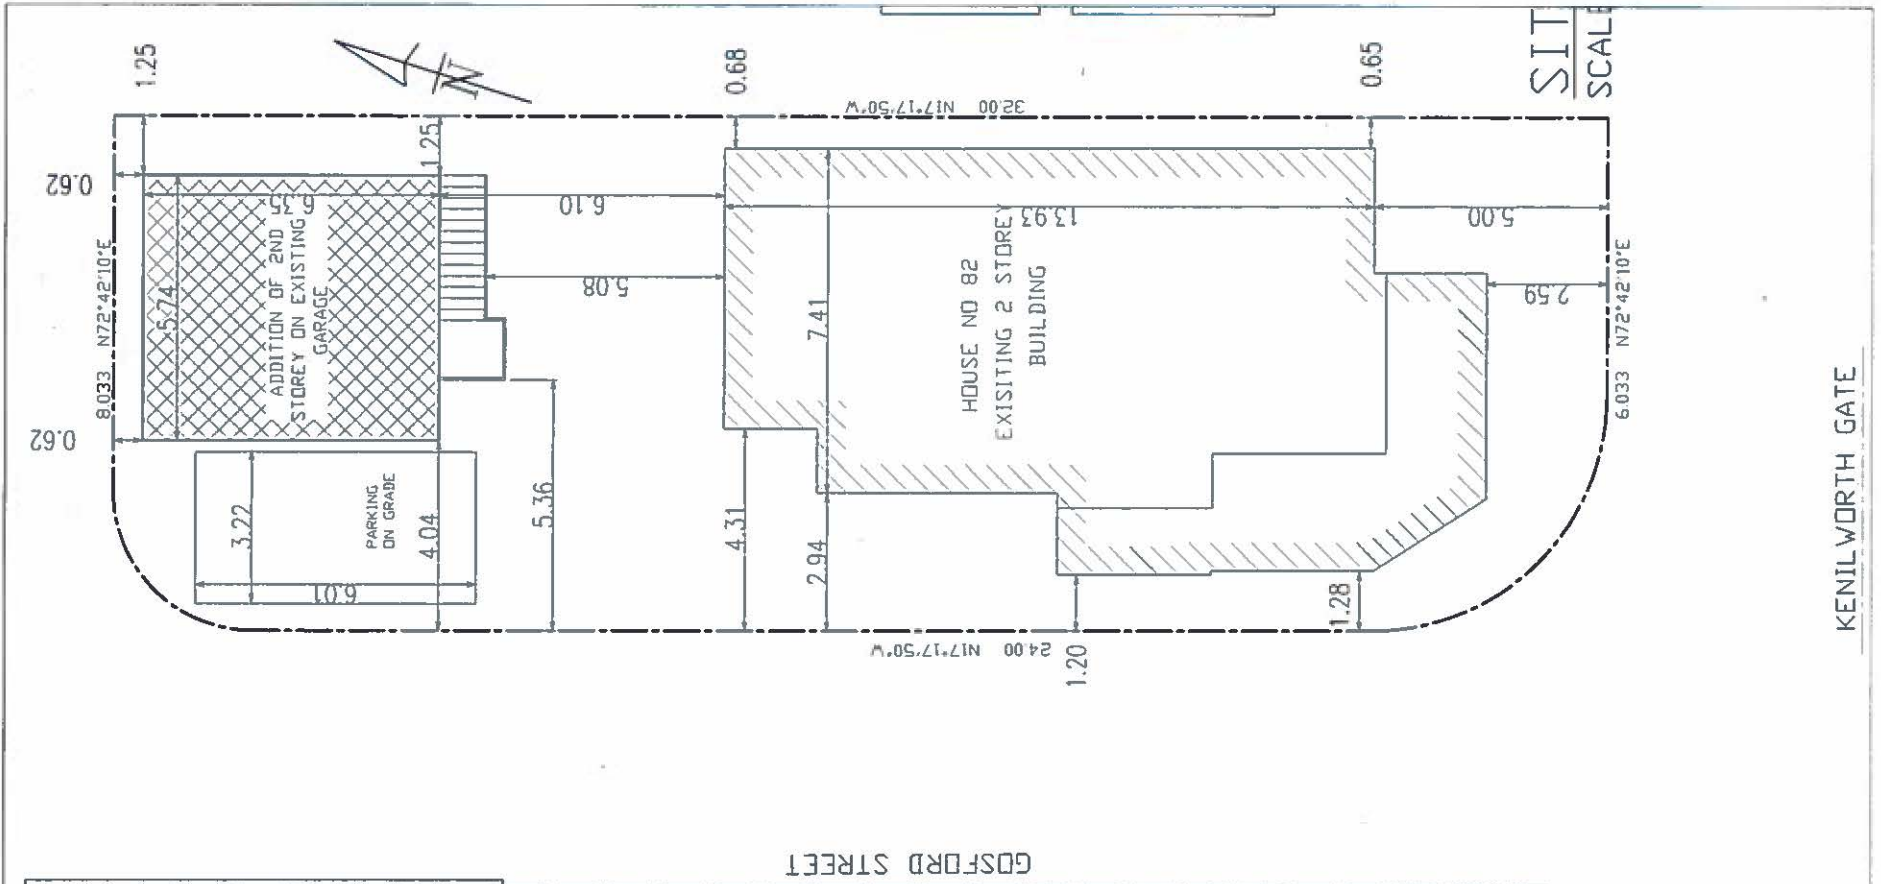 SIT
SCALE
1.25
N
0.68
0.65
32.00 N17°17'50"W
1.25
0.62
0.62
8.033 N72°42'10"E
6.35
5.74
ADDITION OF 2ND
STOREY ON EXISTING
GARAGE
6.10
5.08
13.93
7.41
HOUSE NO 82
EXISITING 2 STOREY
BUILDING
5.00
2.59
6.033 N72°42'10"E
3.22
PARKING
ON GRADE
6.01
4.04
5.36
4.31
2.94
1.20
1.28
24.00 N17°17'50"W
KENILWORTH GATE
GOSFORD STREET